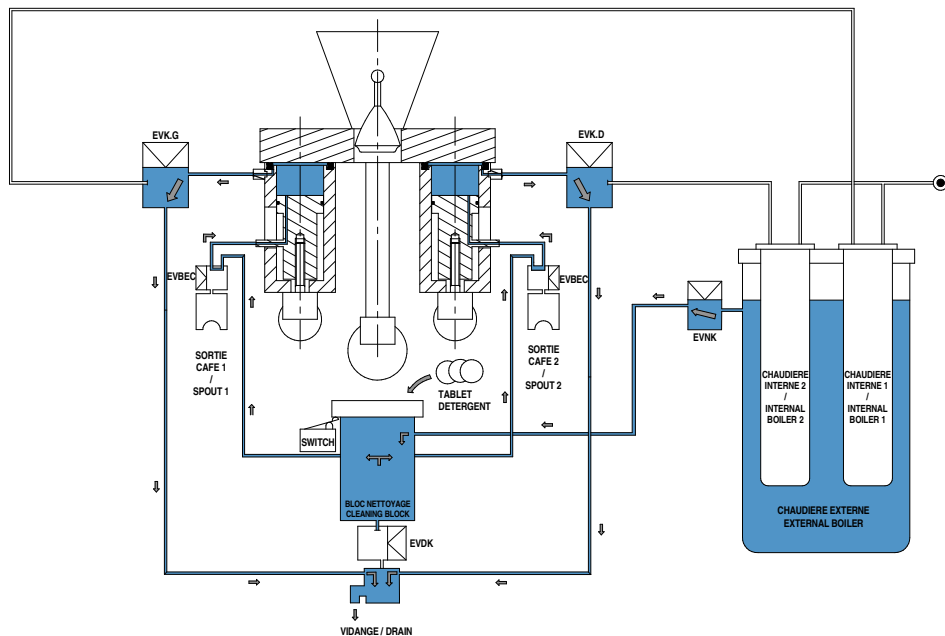 EVK.G
EVK.D
EVBEC
EVBEC
SORTIE
CAFE 1
/
SPOUT 1
SORTIE
CAFE 2
/
SPOUT 2
EVNK
TABLET
DETERGENT
SWITCH
CHAUDIERE
INTERNE 2
/
INTERNAL
BOILER 2
CHAUDIERE
INTERNE 1
/
INTERNAL
BOILER 1
BLOC NETTOYAGE
CLEANING BLOCK
CHAUDIERE EXTERNE
EXTERNAL BOILER
EVDK
VIDANGE / DRAIN